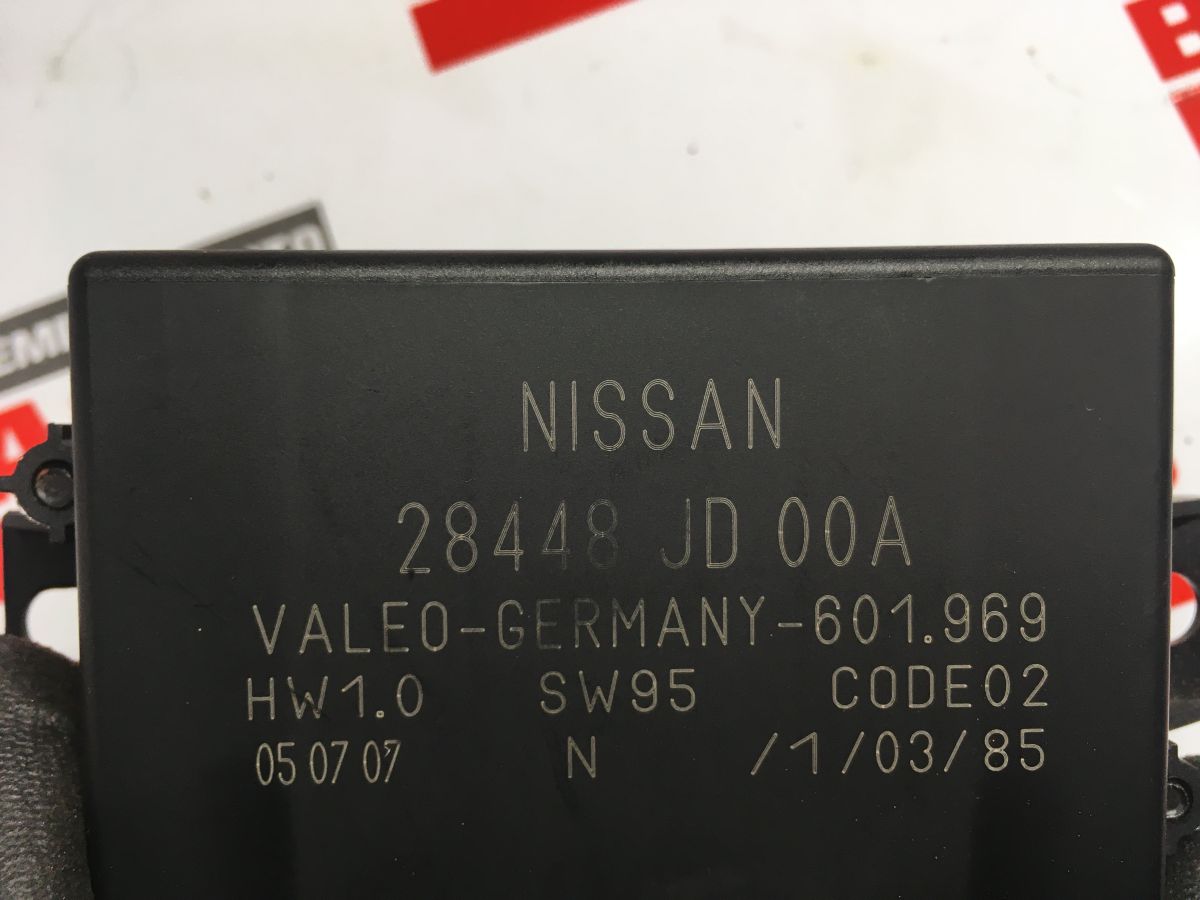 NISSAN
28448 JD 00A
VALEO-GERMANY-601.969
HW1.0 SW95 CODE02
05 07 07 N /1/03/85